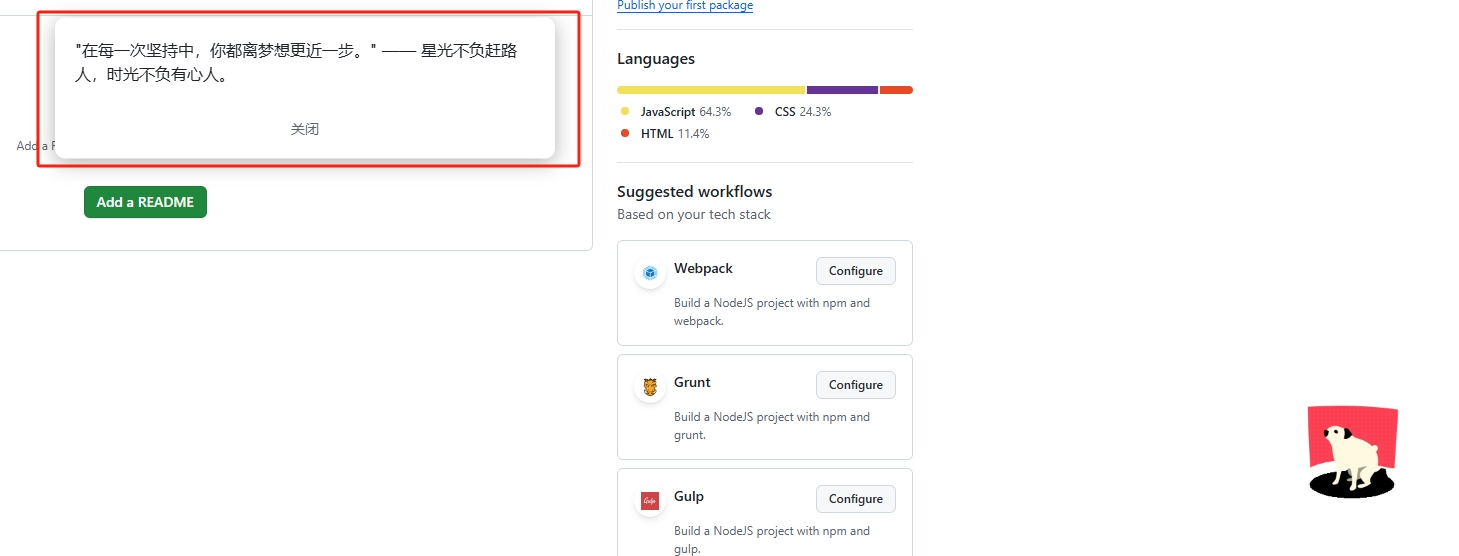 "在每一次坚持中，你都离梦想更近一步。" —— 星光不负赶路
人，时光不负有心人。
关闭
Add a
Add a README
Publish your first package
Languages
JavaScript 64.3%
CSS 24.3%
HTML 11.4%
Suggested workflows
Based on your tech stack
Webpack
Configure
Build a NodeJS project with npm and
webpack.
Grunt
Configure
Build a NodeJS project with npm and
grunt.
Gulp
Gulp
Configure
Build a NodeJS project with npm and
gulp.